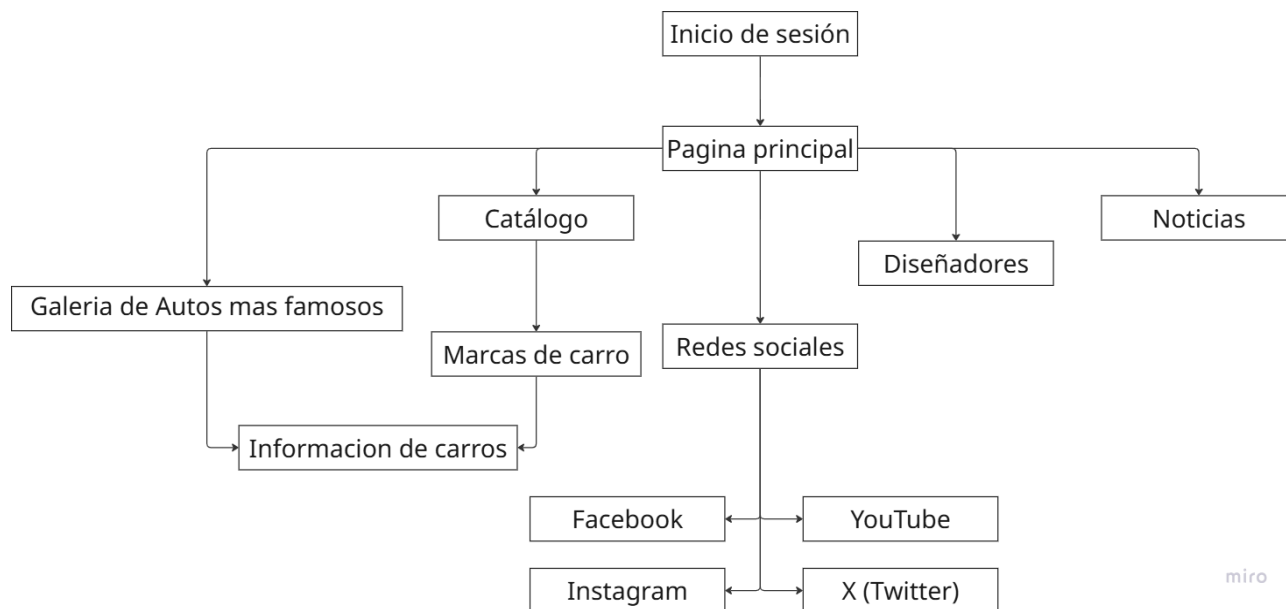 Inicio de sesión
Pagina principal
Catálogo
Noticias
Diseñadores
Galeria de Autos mas famosos
Marcas de carro
Redes sociales
Informacion de carros
Facebook
YouTube
Instagram
X (Twitter)
miro